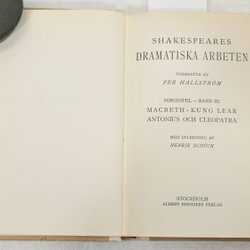 SHAKESPEARES
DRAMATISKA ARBETEN
ÖVERSATTA AV
PER HALLSTRÖM
SORGESPEL—BAND III
MACBETH–KUNG LEAR
ANTONIUS OCH CLEOPATRA
MED INLEDNING AV
HENRIK SCHÜCK
STOCKHOLM
ALBERT BONNIERS FÖRLAG